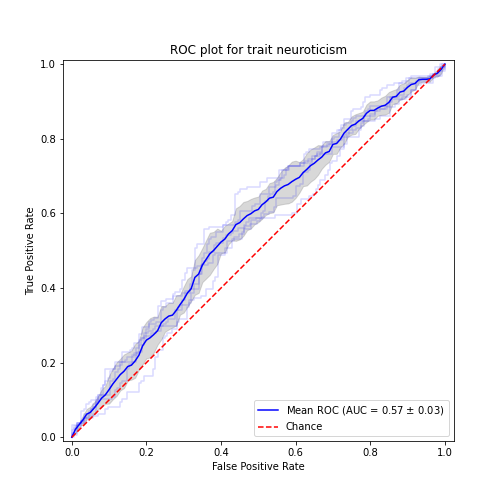 ROC plot for trait neuroticism
True Positive Rate
1.0
0.8
0.6
0.4
0.2
0.0
Mean ROC (AUC = 0.57 ± 0.03)
Chance
0.0 0.2 0.4 0.6 0.8 1.0
False Positive Rate